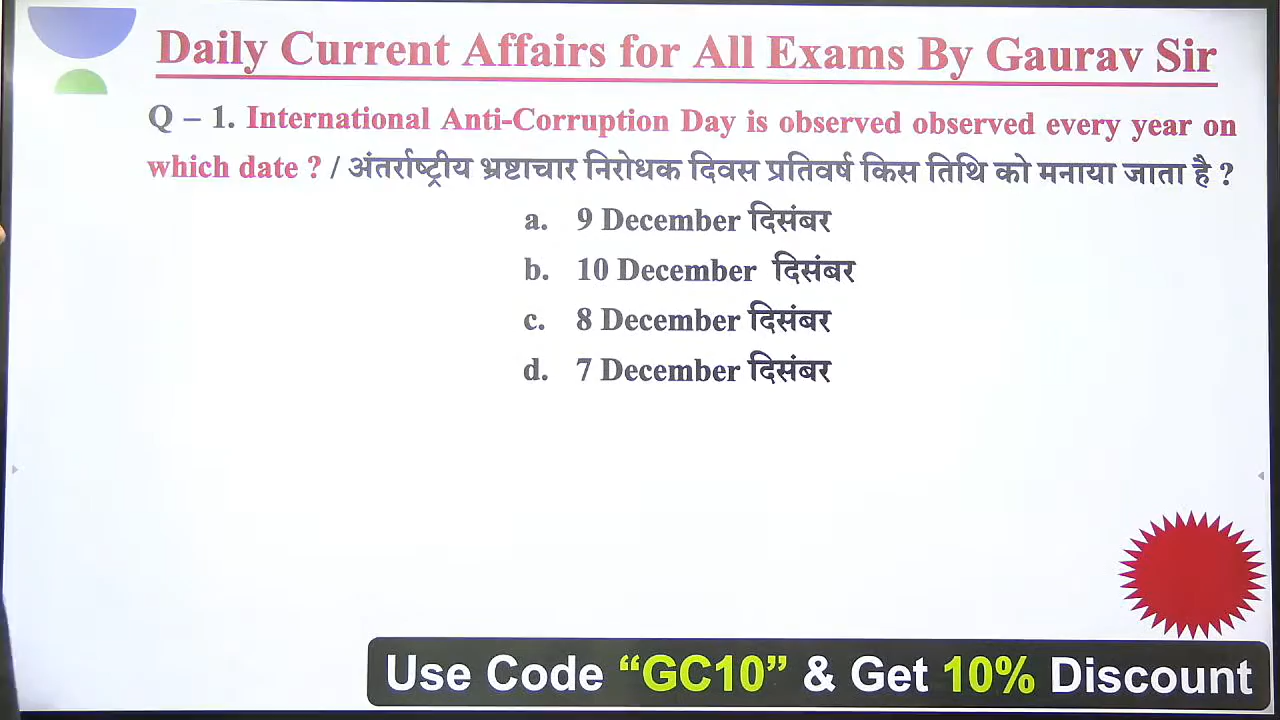 Daily Current Affairs for All Exams By Gaurav Sir
Q – 1. International Anti-Corruption Day is observed observed every year on
which date ? / अंतर्राष्ट्रीय भ्रष्टाचार निरोधक दिवस प्रतिवर्ष किस तिथि को मनाया जाता है ?
a. 9 December दिसंबर
b. 10 December दिसंबर
c. 8 December दिसंबर
d. 7 December दिसंबर
Use Code “GC10” & Get 10% Discount